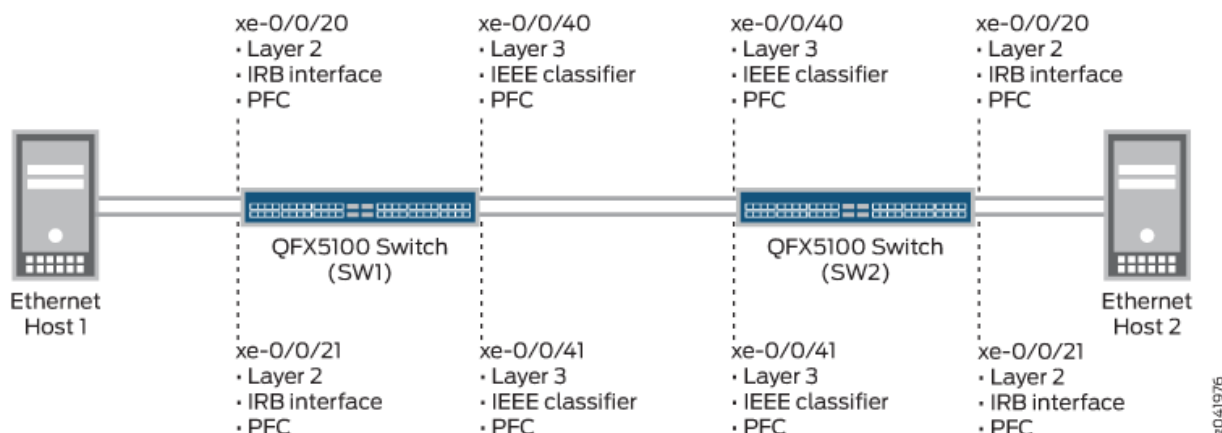 xe-0/0/20
· Layer 2
· IRB interface
· PFC
xe-0/0/40
· Layer 3
· IEEE classifier
· PFC
xe-0/0/40
· Layer 3
· IEEE classifier
· PFC
xe-0/0/20
· Layer 2
· IRB interface
· PFC
Ethernet
Host 1
QFX5100 Switch
(SW1)
QFX5100 Switch
(SW2)
Ethernet
Host 2
xe-0/0/21
· Layer 2
· IRB interface
· PFC
xe-0/0/41
· Layer 3
· IEEE classifier
· PFC
xe-0/0/41
· Layer 3
· IEEE classifier
· PFC
xe-0/0/21
· Layer 2
· IRB interface
· PFC